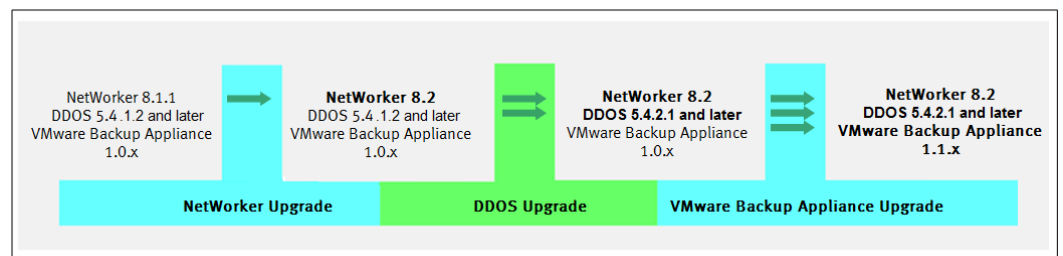 NetWorker 8.1.1
DDOS 5.4 .1.2 and later
VMware Backup Appliance
1.0.x
NetWorker 8.2
DDOS 5.4 .1.2 and later
VMware Backup Appliance
1.0.x
NetWorker 8.2
DDOS 5.4.2.1 and later
VMware Backup Appliance
1.0.x
NetWorker 8.2
DDOS 5.4.2.1 and later
VMware Backup Appliance
1.1.x
NetWorker Upgrade
DDOS Upgrade
VMware Backup Appliance Upgrade